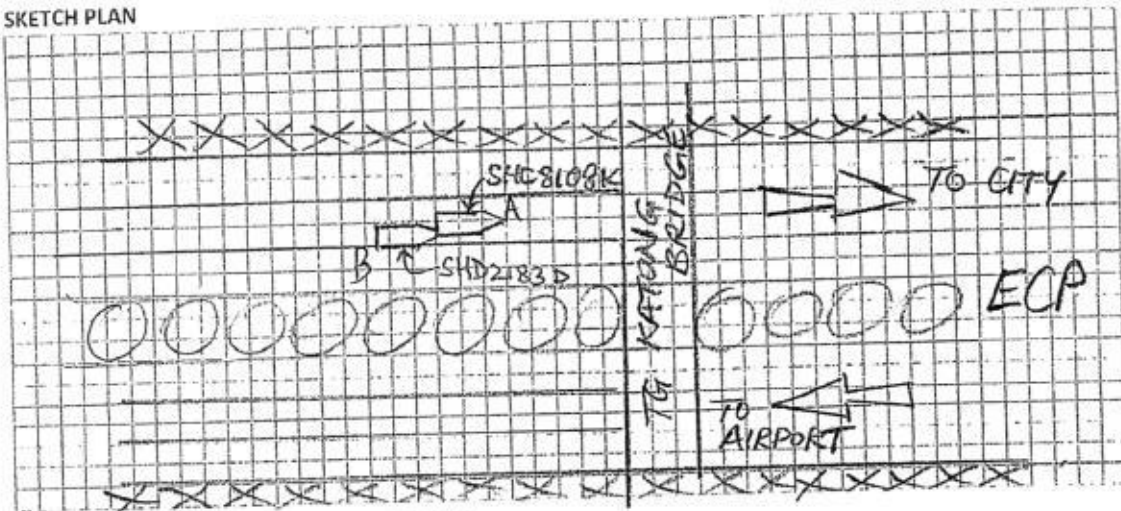 SKETCH PLAN
SHC8108K
A
B
SHD2183D
TG KATONG
BRIDGE
TO CITY
ECP
TO
AIRPORT